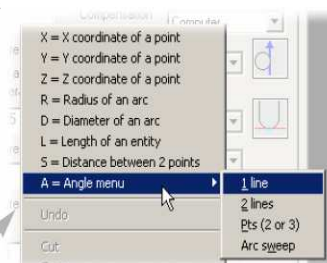 Compensation
Computer
X = X coordinate of a point
Y = Y coordinate of a point
Z = Z coordinate of a point
R = Radius of an arc
D = Diameter of an arc
L = Length of an entity
S = Distance between 2 points
A = Angle menu
1 line
2 lines
Pts (2 or 3)
Arc sweep
Undo
Cut